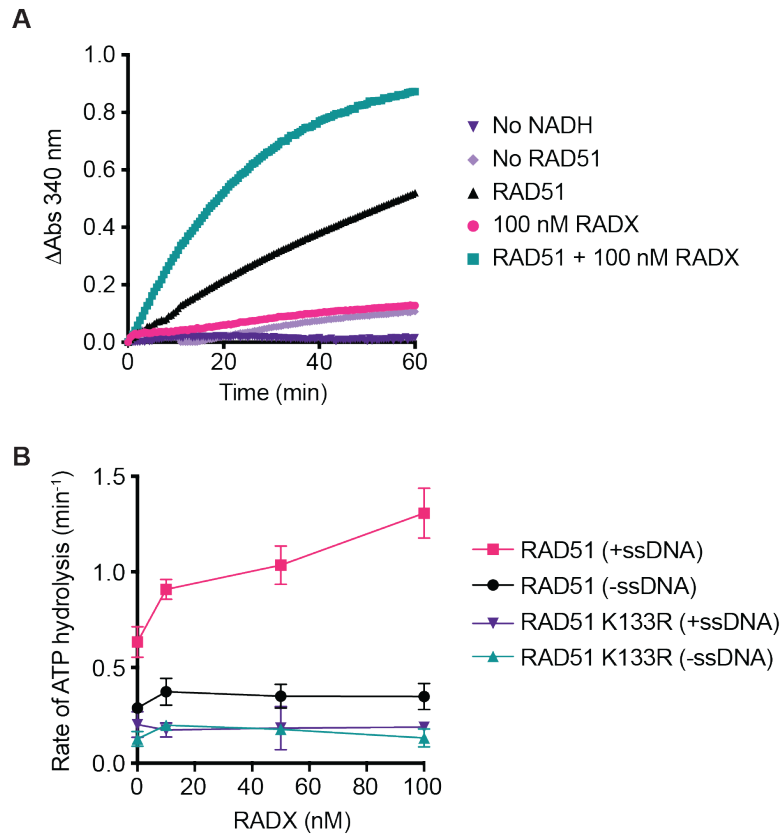 A
ΔAbs 340 nm
1.0
0.8
0.6
0.4
0.2
0.0
0
20
40
60
Time (min)
No NADH
No RAD51
RAD51
100 nM RADX
RAD51 + 100 nM RADX
B
Rate of ATP hydrolysis (min⁻¹)
1.5
1.0
0.5
0.0
0
20
40
60
80
100
RADX (nM)
RAD51 (+ssDNA)
RAD51 (-ssDNA)
RAD51 K133R (+ssDNA)
RAD51 K133R (-ssDNA)